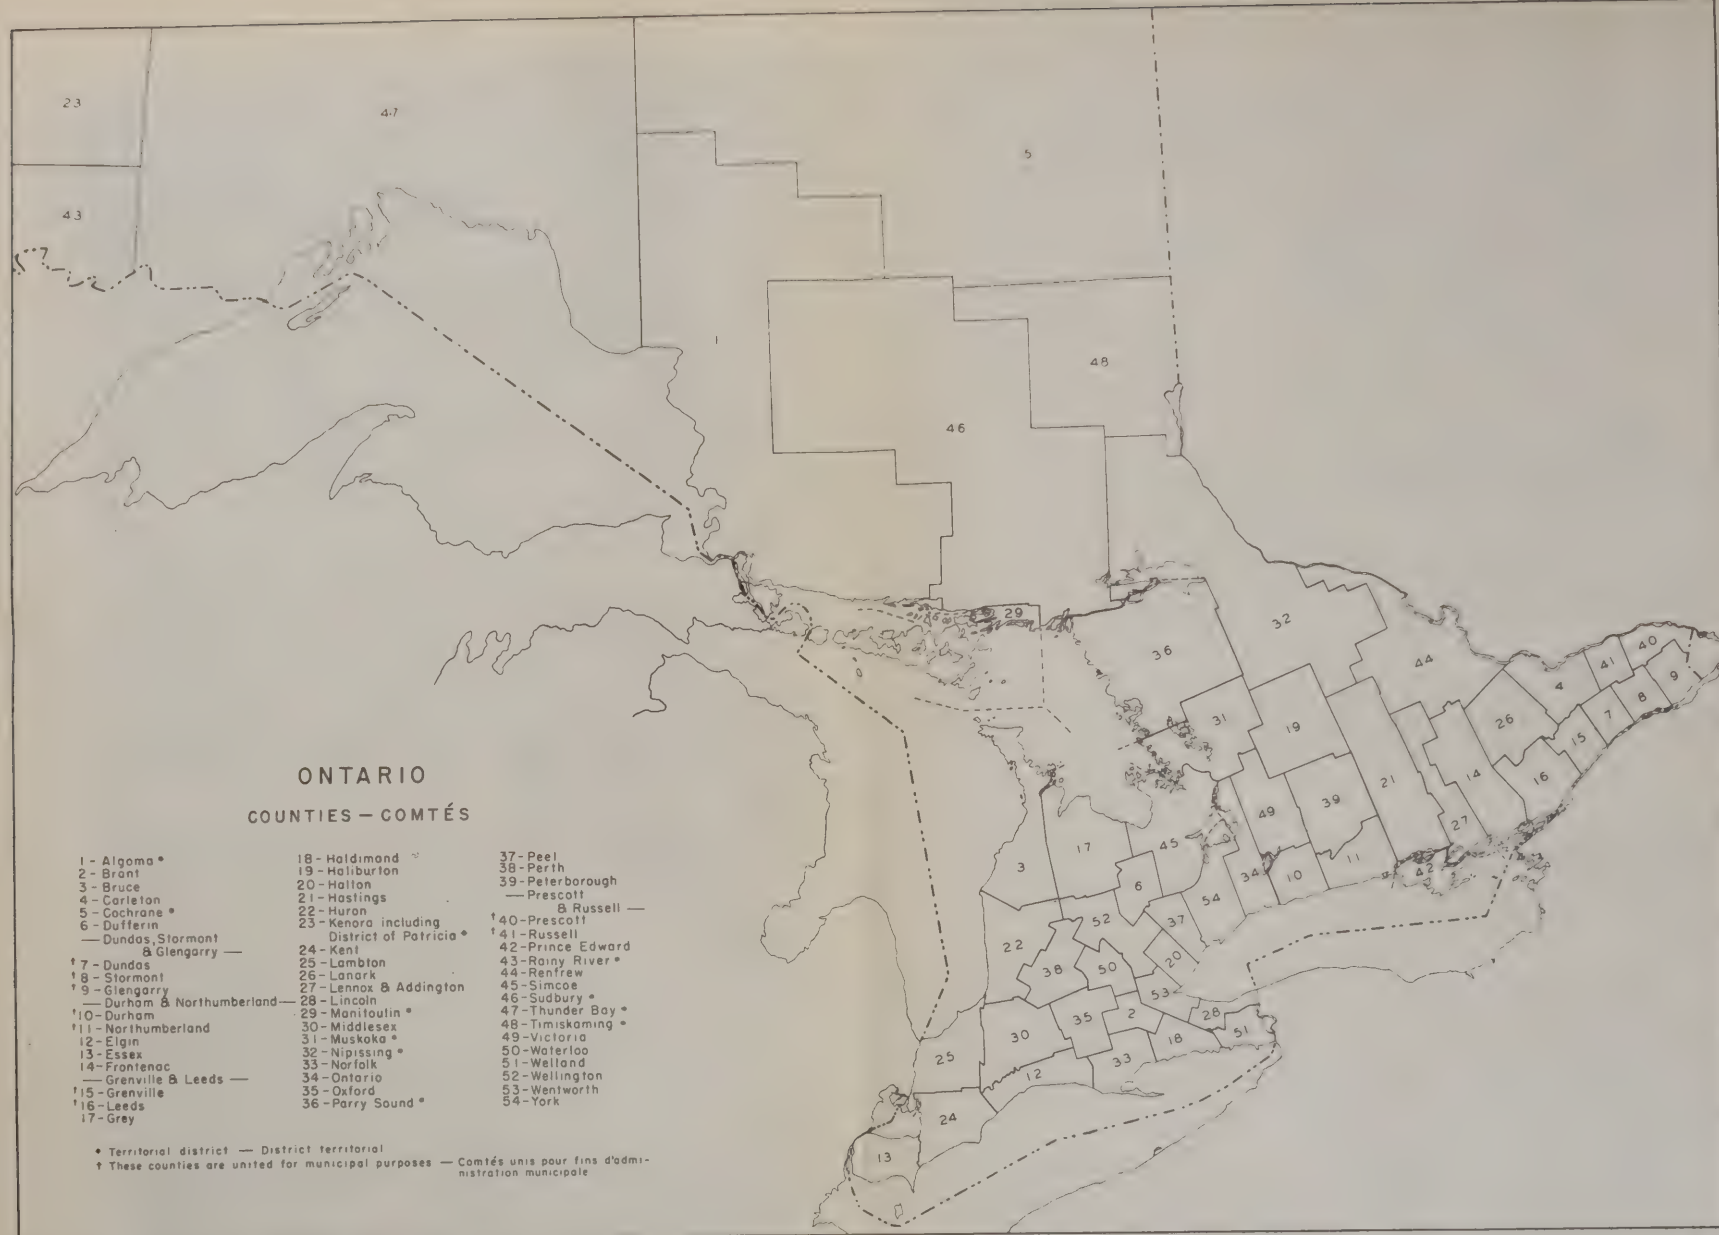 23
47
5
43
1
48
46
29
32
36
44
40
41
4
9
8
7
31
19
26
15
21
14
16
39
49
27
45
17
3
11
42
34
6
10
54
52
37
22
38
50
20
53
2
28
35
30
51
18
33
25
12
24
13
ONTARIO
COUNTIES — COMTÉS
1 - Algoma •
2 - Brant
3 - Bruce
4 - Carleton
5 - Cochrane •
6 - Dufferin
— Dundas, Stormont
& Glengarry —
† 7 - Dundas
† 8 - Stormont
† 9 - Glengarry
— Durham & Northumberland —
†10 - Durham
†11 - Northumberland
12 - Elgin
13 - Essex
14 - Frontenac
— Grenville & Leeds —
†15 - Grenville
†16 - Leeds
17 - Grey
18 - Haldimand
19 - Haliburton
20 - Halton
21 - Hastings
22 - Huron
23 - Kenora including
District of Patricia •
24 - Kent
25 - Lambton
26 - Lanark
27 - Lennox & Addington
28 - Lincoln
29 - Manitoulin •
30 - Middlesex
31 - Muskoka •
32 - Nipissing •
33 - Norfolk
34 - Ontario
35 - Oxford
36 - Parry Sound •
37 - Peel
38 - Perth
39 - Peterborough
— Prescott
& Russell —
†40 - Prescott
†41 - Russell
42 - Prince Edward
43 - Rainy River •
44 - Renfrew
45 - Simcoe
46 - Sudbury •
47 - Thunder Bay •
48 - Timiskaming •
49 - Victoria
50 - Waterloo
51 - Welland
52 - Wellington
53 - Wentworth
54 - York
• Territorial district — District territorial
† These counties are united for municipal purposes — Comtés unis pour fins d'admi-
nistration municipale